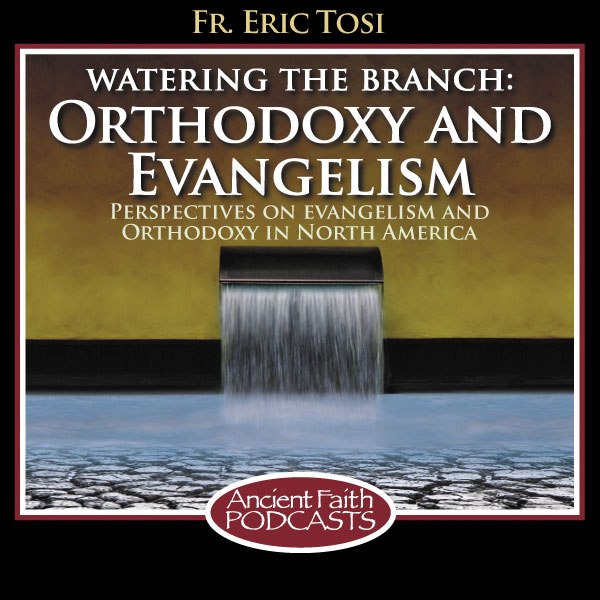 Fr. Eric Tosi
WATERING THE BRANCH:
ORTHODOXY AND
EVANGELISM
PERSPECTIVES ON EVANGELISM AND
ORTHODOXY IN NORTH AMERICA
Ancient Faith
PODCASTS